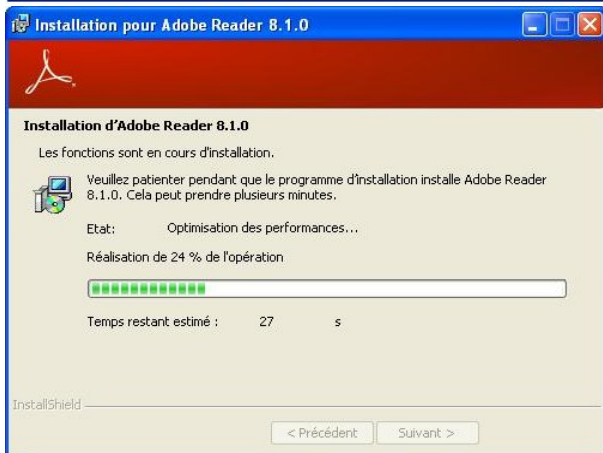 Installation pour Adobe Reader 8.1.0
Installation d'Adobe Reader 8.1.0
Les fonctions sont en cours d'installation.
Veuillez patienter pendant que le programme d'installation installe Adobe Reader
8.1.0. Cela peut prendre plusieurs minutes.
Etat: Optimisation des performances...
Réalisation de 24 % de l'opération
Temps restant estimé : 27 s
InstallShield
< Précédent Suivant >